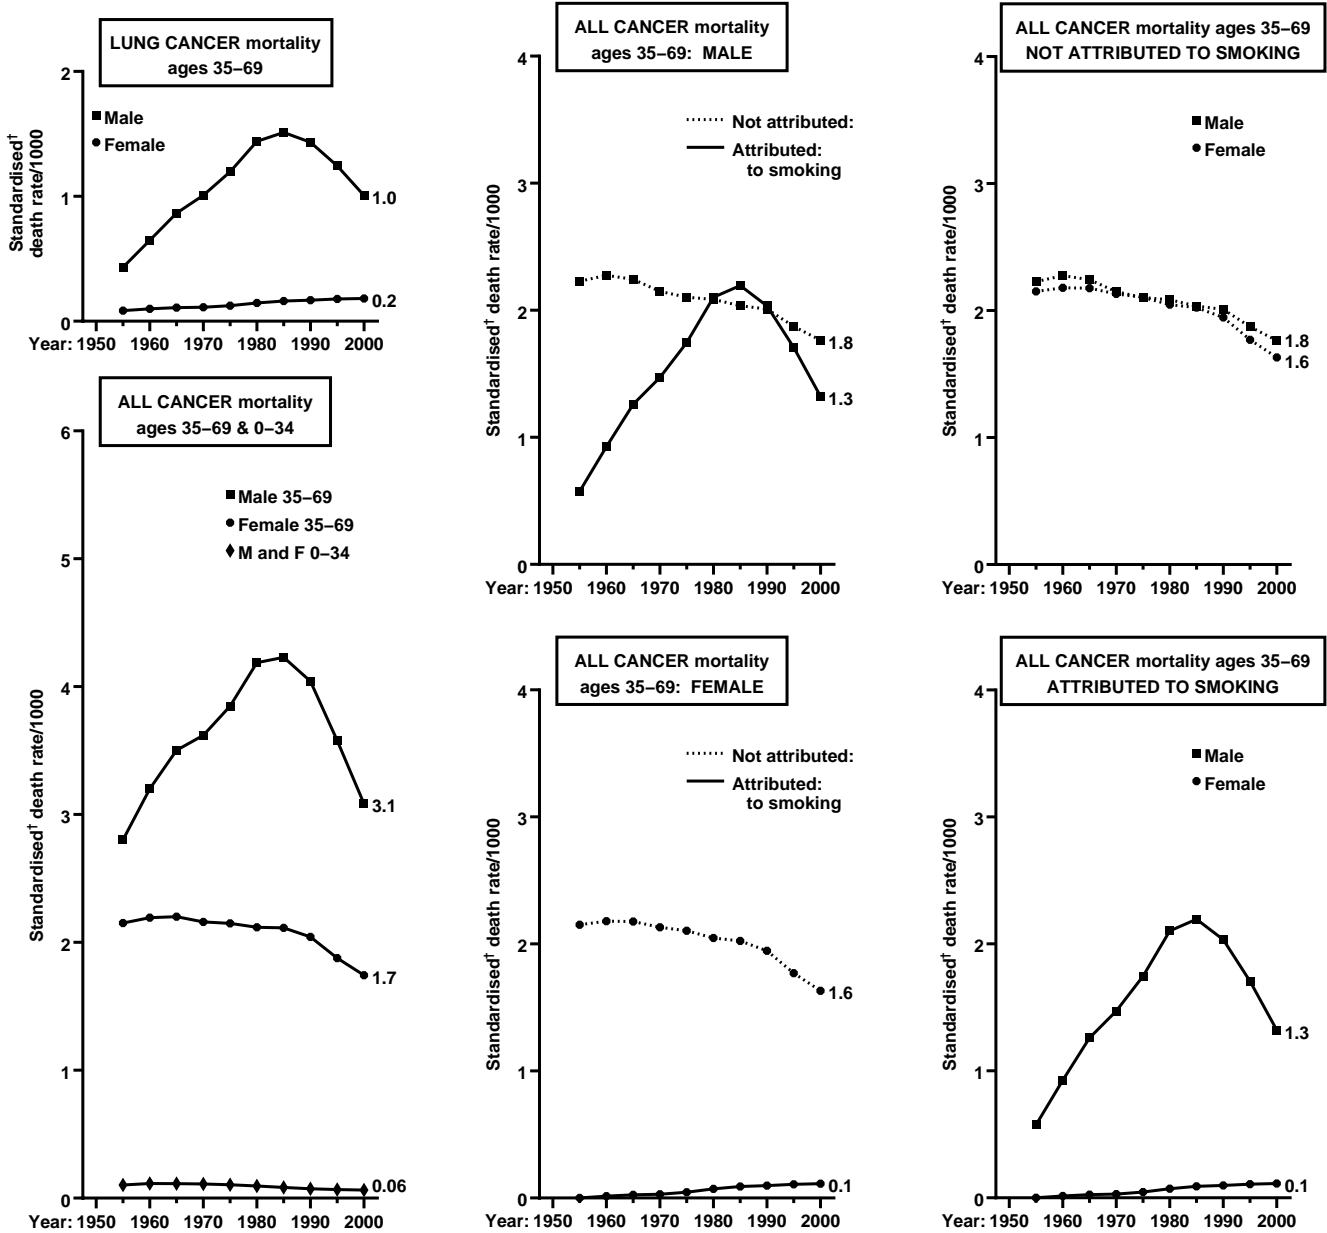 LUNG CANCER mortality
ages 35–69
2
1
0
Standardised†
death rate/1000
Male
Female
1.0
0.2
Year: 1950 1960 1970 1980 1990 2000
ALL CANCER mortality
ages 35–69 & 0–34
6
5
4
3
2
1
0
Standardised† death rate/1000
Male 35–69
Female 35–69
M and F 0–34
3.1
1.7
0.06
Year: 1950 1960 1970 1980 1990 2000
ALL CANCER mortality
ages 35–69: MALE
4
3
2
1
0
Standardised† death rate/1000
Not attributed:
Attributed:
to smoking
1.8
1.3
Year: 1950 1960 1970 1980 1990 2000
ALL CANCER mortality
ages 35–69: FEMALE
4
3
2
1
0
Standardised† death rate/1000
Not attributed:
Attributed:
to smoking
1.6
0.1
Year: 1950 1960 1970 1980 1990 2000
ALL CANCER mortality ages 35–69
NOT ATTRIBUTED TO SMOKING
4
3
2
1
0
Standardised† death rate/1000
Male
Female
1.8
1.6
Year: 1950 1960 1970 1980 1990 2000
ALL CANCER mortality ages 35–69
ATTRIBUTED TO SMOKING
4
3
2
1
0
Standardised† death rate/1000
Male
Female
1.3
0.1
Year: 1950 1960 1970 1980 1990 2000